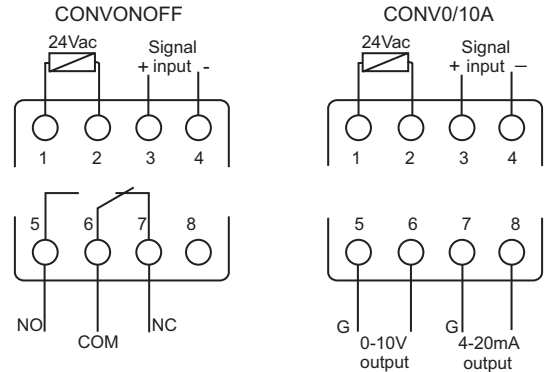 CONVONOFF
24Vac
Signal
+ input -
1 2 3 4
5 6 7 8
NO
COM
NC
CONV0/10A
24Vac
Signal
+ input –
1 2 3 4
5 6 7 8
G
0-10V
output
G
4-20mA
output